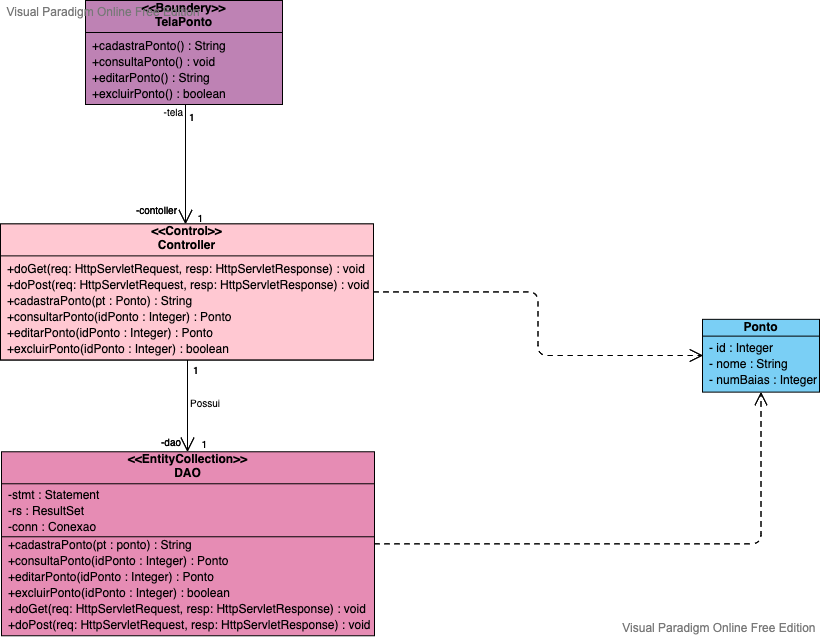 Visual Paradigm Online Free Edition
<<Boundery>>
TelaPonto
+cadastraPonto() : String
+consultaPonto() : void
+editarPonto() : String
+excluirPonto() : boolean
-tela
1
-contoller
1
<<Control>>
Controller
+doGet(req: HttpServletRequest, resp: HttpServletResponse) : void
+doPost(req: HttpServletRequest, resp: HttpServletResponse) : void
+cadastraPonto(pt : Ponto) : String
+consultarPonto(idPonto : Integer) : Ponto
+editarPonto(idPonto : Integer) : Ponto
+excluirPonto(idPonto : Integer) : boolean
Ponto
- id : Integer
- nome : String
- numBaias : Integer
1
Possui
-dao
1
<<EntityCollection>>
DAO
-stmt : Statement
-rs : ResultSet
-conn : Conexao
+cadastraPonto(pt : ponto) : String
+consultaPonto(idPonto : Integer) : Ponto
+editarPonto(idPonto : Integer) : Ponto
+excluirPonto(idPonto : Integer) : boolean
+doGet(req: HttpServletRequest, resp: HttpServletResponse) : void
+doPost(req: HttpServletRequest, resp: HttpServletResponse) : void
Visual Paradigm Online Free Edition